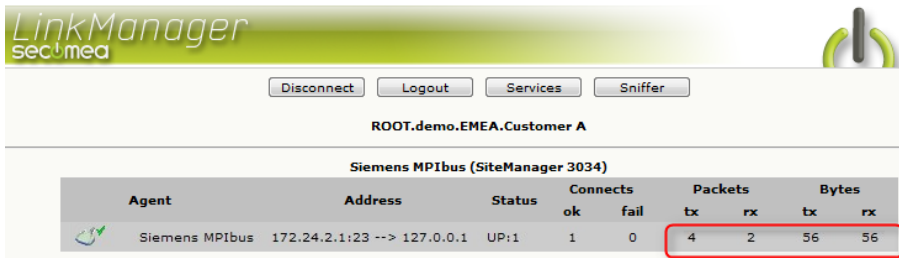 LinkManager
secomea
Disconnect Logout Services Sniffer
ROOT.demo.EMEA.Customer A
Siemens MPIbus (SiteManager 3034)
Agent Address Status Connects Packets Bytes
ok fail tx rx tx rx
Siemens MPIbus 172.24.2.1:23 --> 127.0.0.1 UP:1 1 0 4 2 56 56